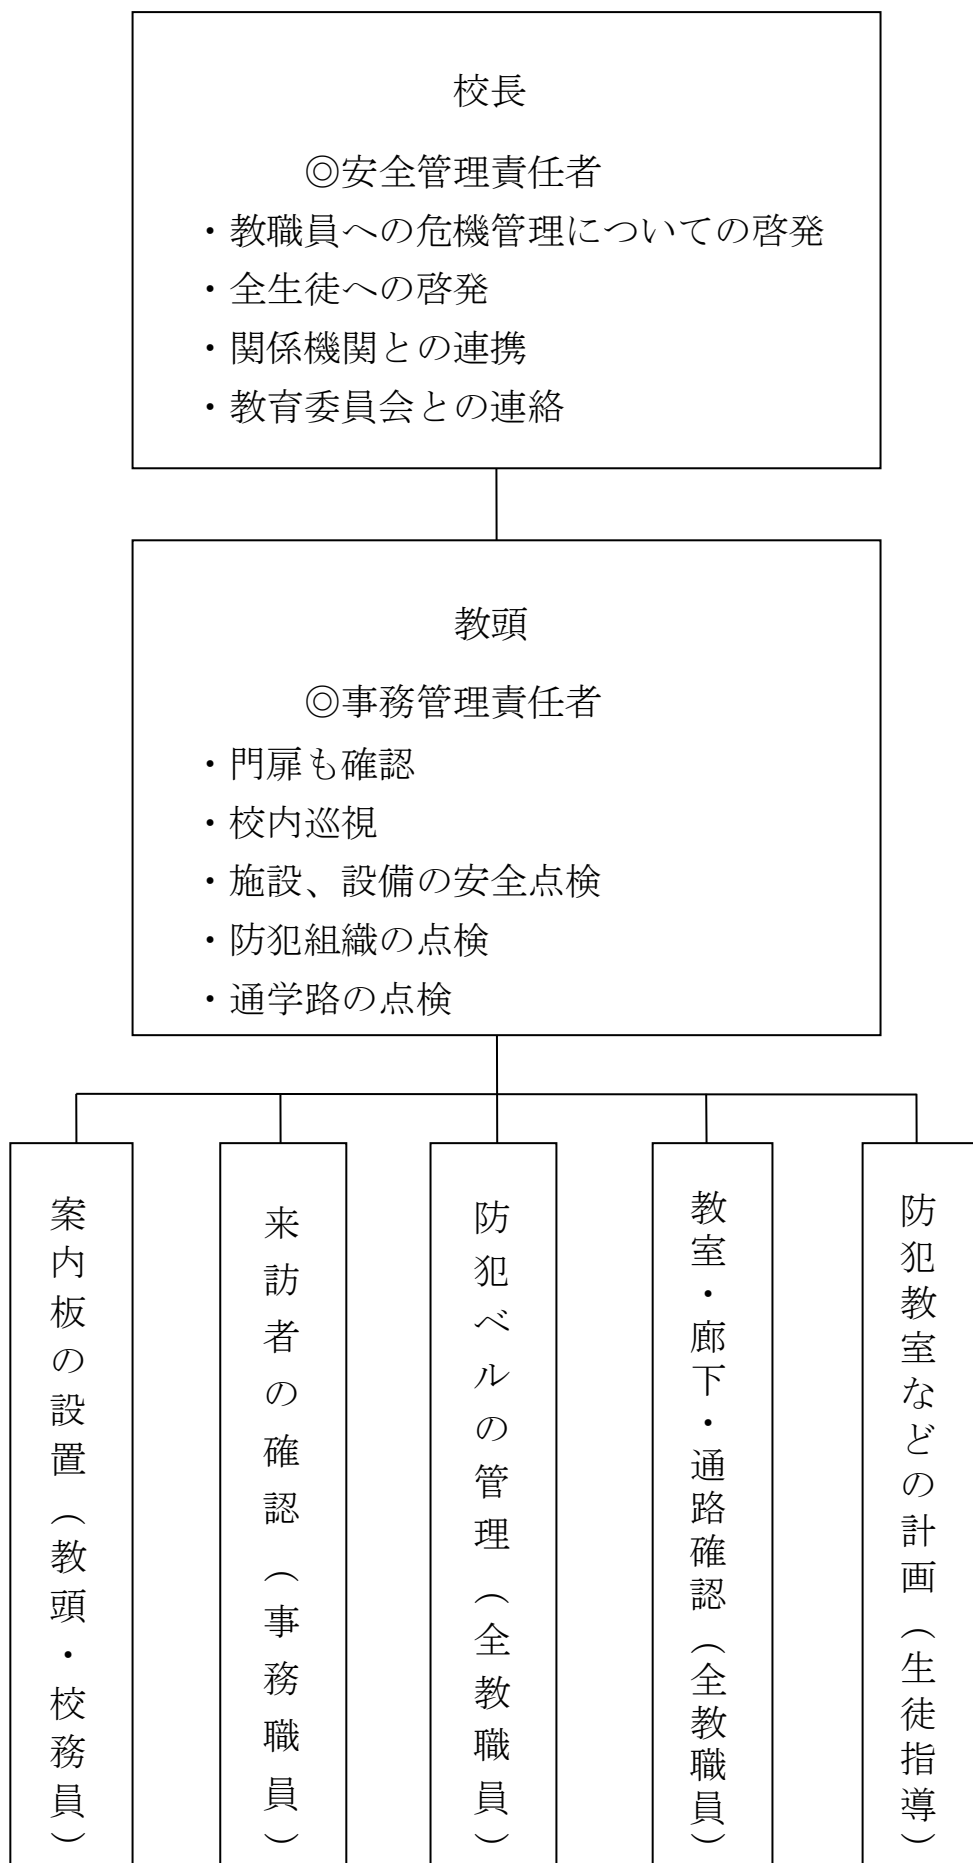 校長
◎安全管理責任者
・教職員への危機管理についての啓発
・全生徒への啓発
・関係機関との連携
・教育委員会との連絡
教頭
◎事務管理責任者
・門扉も確認
・校内巡視
・施設、設備の安全点検
・防犯組織の点検
・通学路の点検
案内板の設置(教頭・校務員)
来訪者の確認(事務職員)
防犯ベルの管理(全教職員)
教室・廊下・通路確認(全教職員)
防犯教室などの計画(生徒指導)